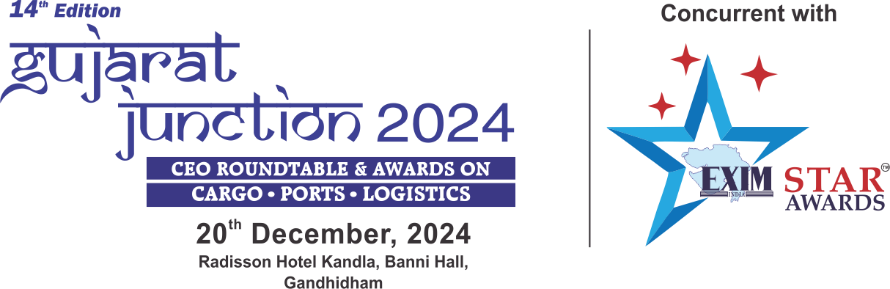 14th Edition
gujarat
junction 2024
CEO ROUNDTABLE & AWARDS ON
CARGO • PORTS • LOGISTICS
20th December, 2024
Radisson Hotel Kandla, Banni Hall,
Gandhidham
Concurrent with
EXIM STAR™
AWARDS